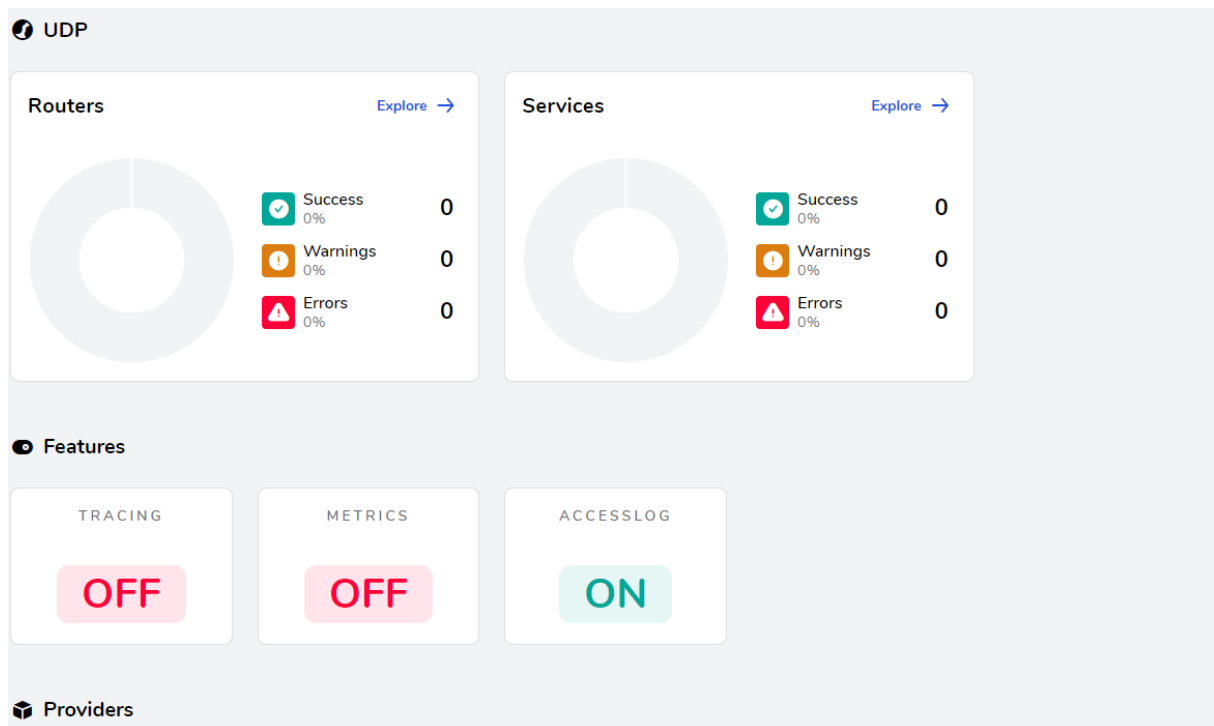 UDP
Routers
Explore
Success
0%
0
Warnings
0%
0
Errors
0%
0
Services
Explore
Success
0%
0
Warnings
0%
0
Errors
0%
0
Features
TRACING
OFF
METRICS
OFF
ACCESSLOG
ON
Providers